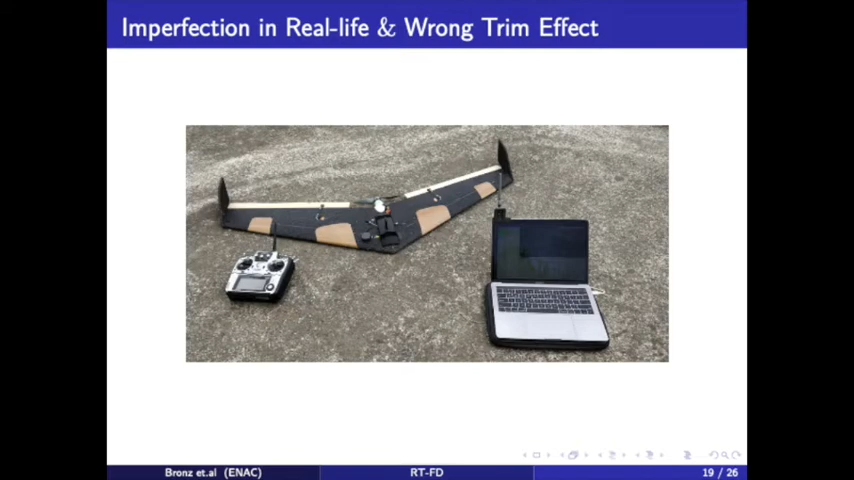 Imperfection in Real-life & Wrong Trim Effect
Bronz et.al (ENAC)
RT-FD
19 / 26